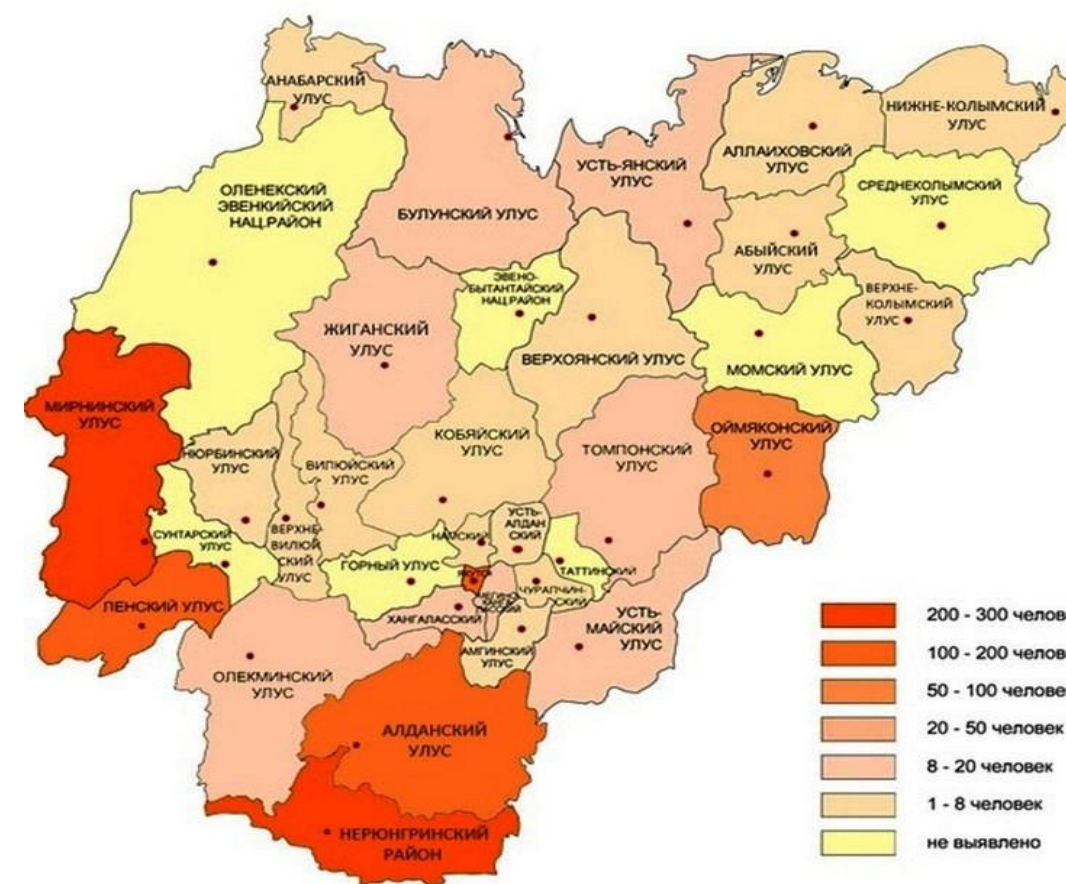 АНАБАРСКИЙ
УЛУС
НИЖНЕ-КОЛЫМСКИЙ
УЛУС
АЛЛАИХОВСКИЙ
УЛУС
УСТЬ-ЯНСКИЙ
УЛУС
ОЛЕНЕКСКИЙ
ЭВЕНКИЙСКИЙ
НАЦ.РАЙОН
БУЛУНСКИЙ УЛУС
СРЕДНЕКОЛЫМСКИЙ
УЛУС
АБЫЙСКИЙ
УЛУС
ЭВЕНО-
БЫТАНТАЙСКИЙ
НАЦ.РАЙОН
ВЕРХНЕ-
КОЛЫМСКИЙ
УЛУС
ЖИГАНСКИЙ
УЛУС
ВЕРХОЯНСКИЙ УЛУС
МОМСКИЙ УЛУС
МИРНИНСКИЙ
УЛУС
КОБЯЙСКИЙ
УЛУС
ОЙМЯКОНСКИЙ
УЛУС
ТОМПОНСКИЙ
УЛУС
НЮРБИНСКИЙ
УЛУС
ВИЛЮЙСКИЙ
УЛУС
СУНТАРСКИЙ
УЛУС
ВЕРХНЕ-
ВИЛЮЙ
СКИЙ
УЛУС
НАМСКИЙ
УСТЬ-
АЛДАН
СКИЙ
ГОРНЫЙ УЛУС
ТАТТИНСКИЙ
ЧУРАПЧИН-
СКИЙ
ЛЕНСКИЙ УЛУС
ХАНГАЛАССКИЙ
УСТЬ-
МАЙСКИЙ
УЛУС
АМГИНСКИЙ
УЛУС
ОЛЕКМИНСКИЙ
УЛУС
АЛДАНСКИЙ
УЛУС
НЕРЮНГРИНСКИЙ
РАЙОН
200 - 300 челов
100 - 200 челов
50 - 100 челове
20 - 50 человек
8 - 20 человек
1 - 8 человек
не выявлено